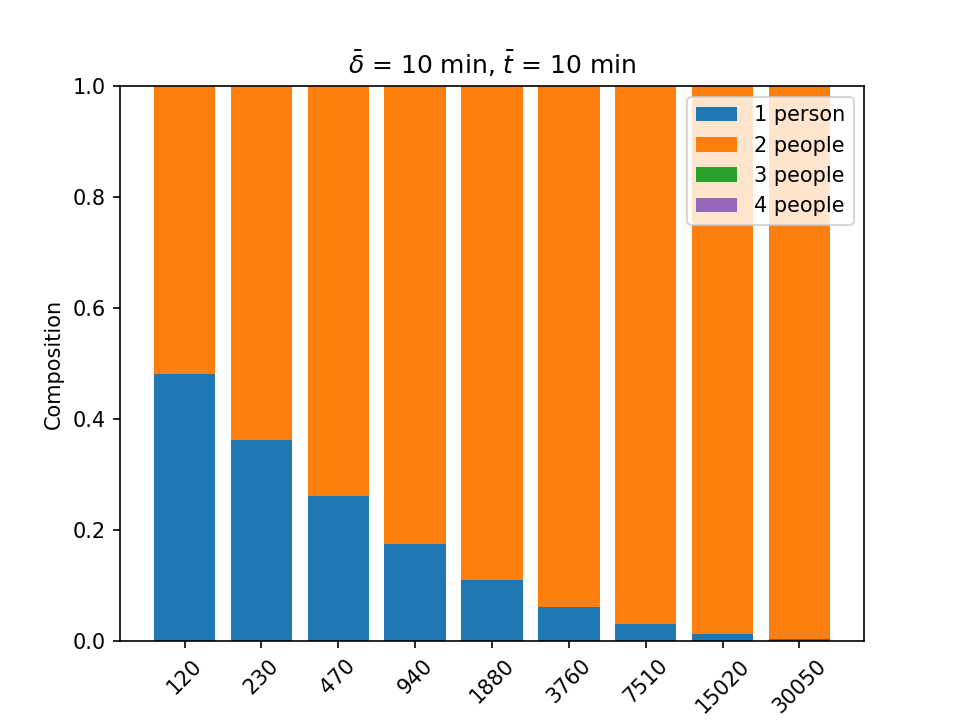 δ̄ = 10 min, t̄ = 10 min
1.0
0.8
0.6
0.4
0.2
0.0
Composition
1 person
2 people
3 people
4 people
120
230
470
940
1880
3760
7510
15020
30050